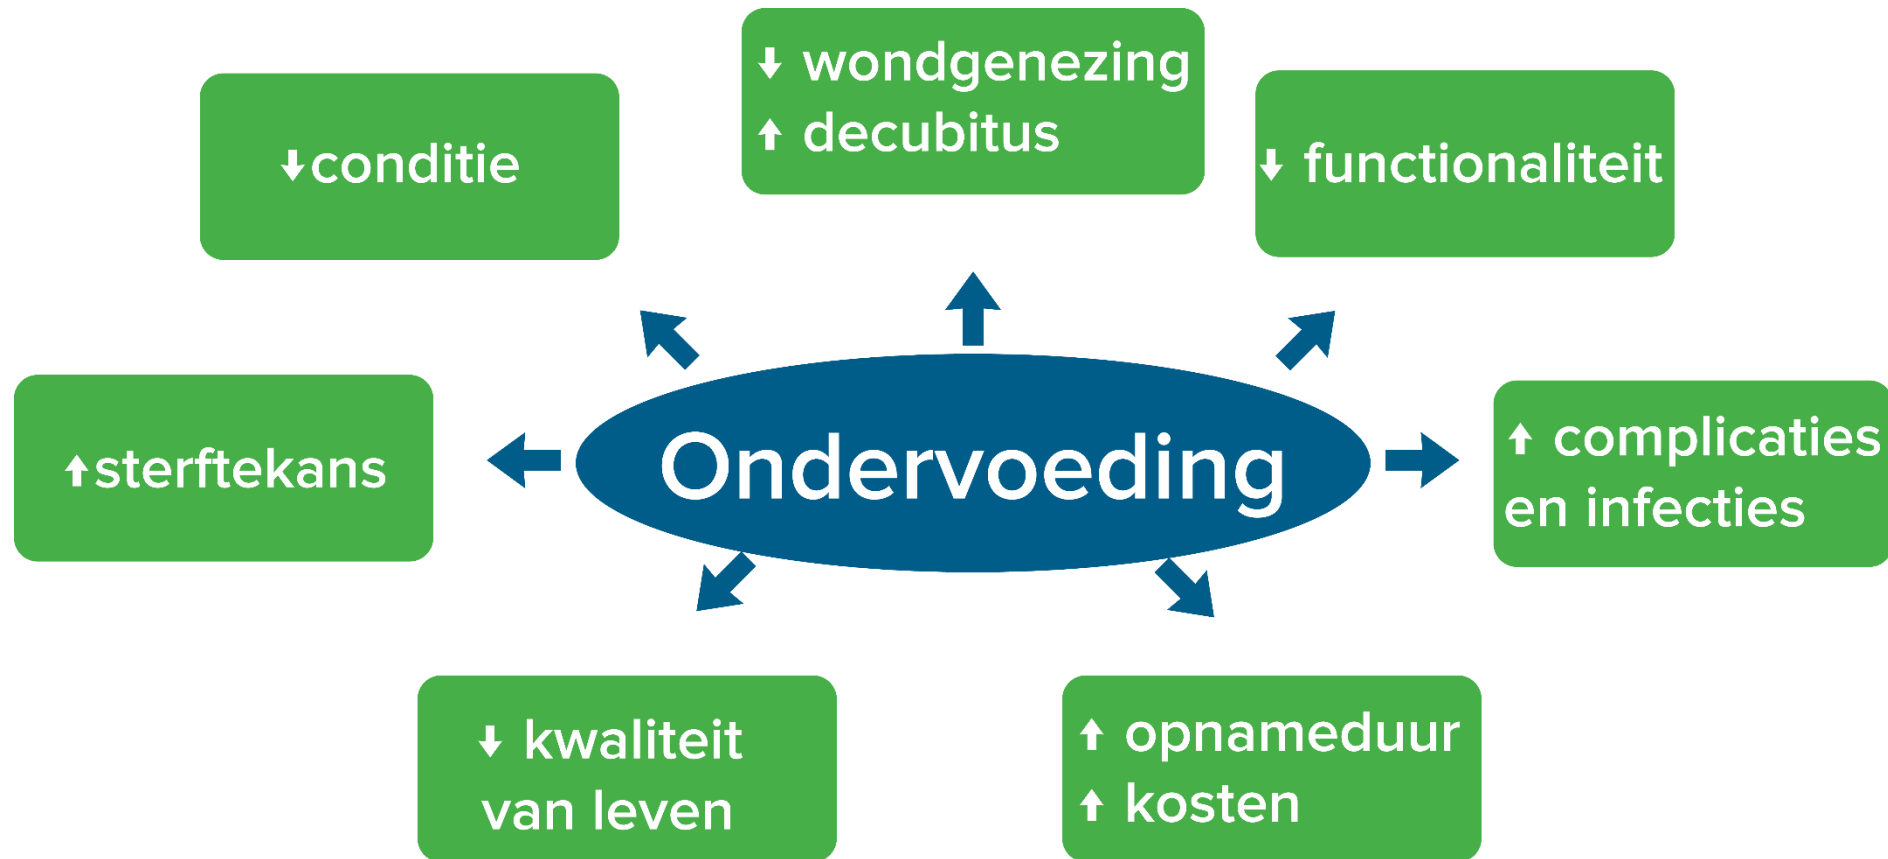 ↓ wondgenezing
↑ decubitus
↓conditie
↓ functionaliteit
Ondervoeding
↑sterftekans
↑ complicaties
en infecties
↓ kwaliteit
van leven
↑ opnameduur
↑ kosten